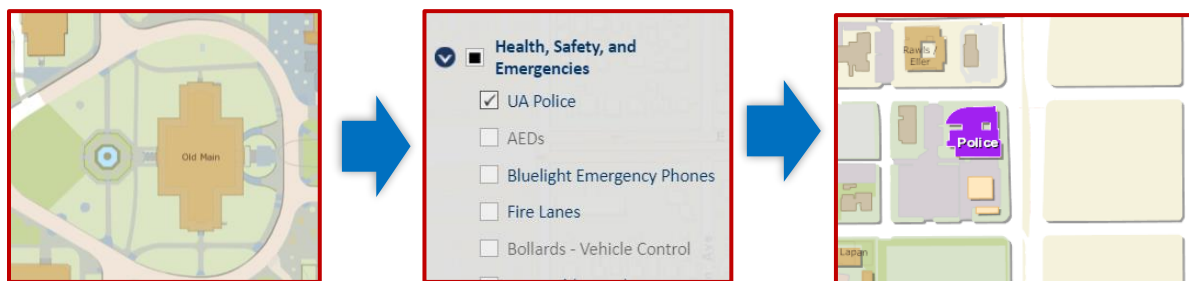 Old Main
Health, Safety, and
Emergencies
UA Police
AEDs
Bluelight Emergency Phones
Fire Lanes
Bollards - Vehicle Control
Rawls /
Eller
Police
Lapan